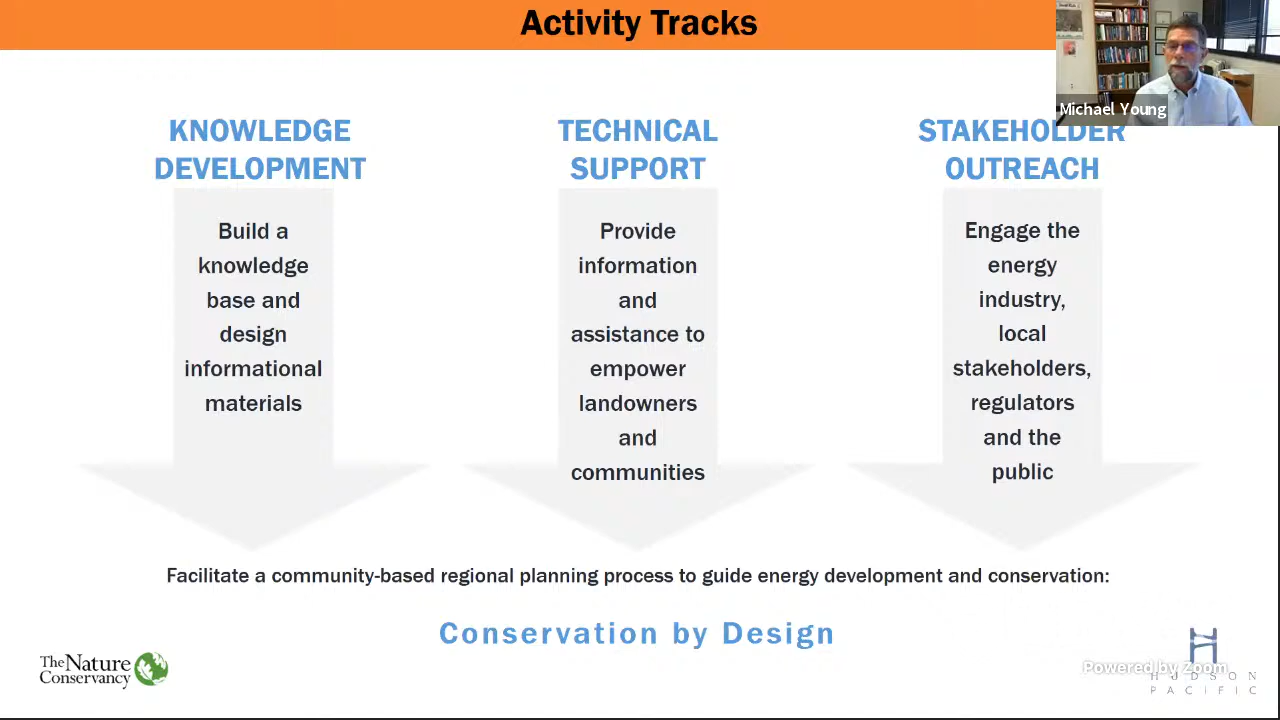 Activity Tracks
Michael Young
KNOWLEDGE
DEVELOPMENT
Build a
knowledge
base and
design
informational
materials
TECHNICAL
SUPPORT
Provide
information
and
assistance to
empower
landowners
and
communities
STAKEHOLDER
OUTREACH
Engage the
energy
industry,
local
stakeholders,
regulators
and the
public
Facilitate a community-based regional planning process to guide energy development and conservation:
Conservation by Design
The Nature
Conservancy
Powered by Zoom
HUDSON
PACIFIC